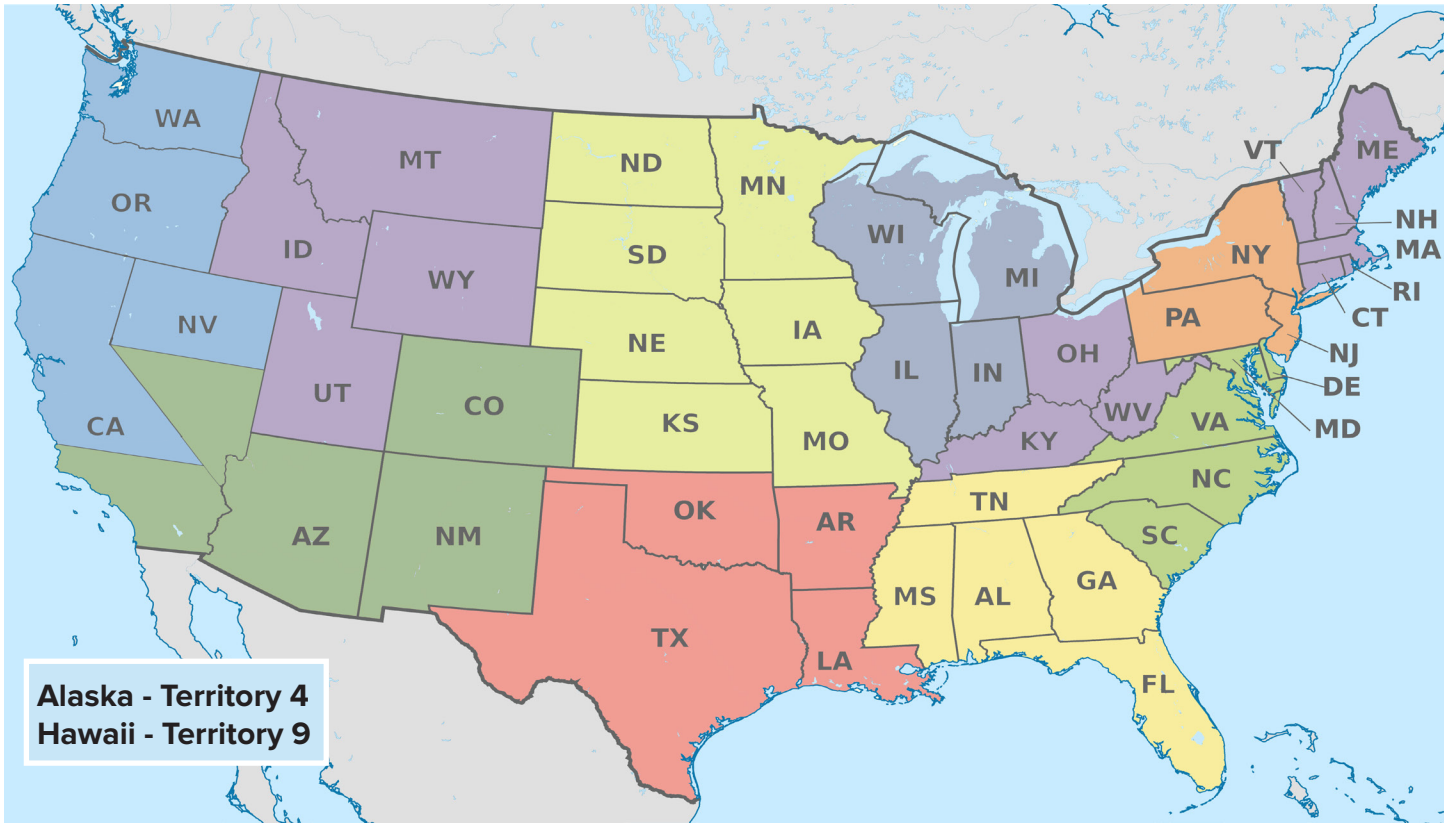 WA
MT
ND
MN
VT
ME
OR
ID
WY
SD
WI
MI
NY
NH
MA
RI
CT
NV
NE
IA
PA
NJ
UT
CO
KS
IL
IN
OH
DE
CA
MO
KY
WV
VA
MD
AZ
NM
OK
AR
TN
NC
SC
TX
LA
MS
AL
GA
FL
Alaska - Territory 4
Hawaii - Territory 9